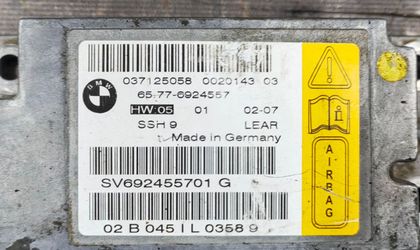 BMW
037125058 0020143 03
65.77-6924557
HW:05 01 02-07
SSH 9 LEAR
Made in Germany
SV692455701 G
02 B 045 I L 0358 9
AIRBAG